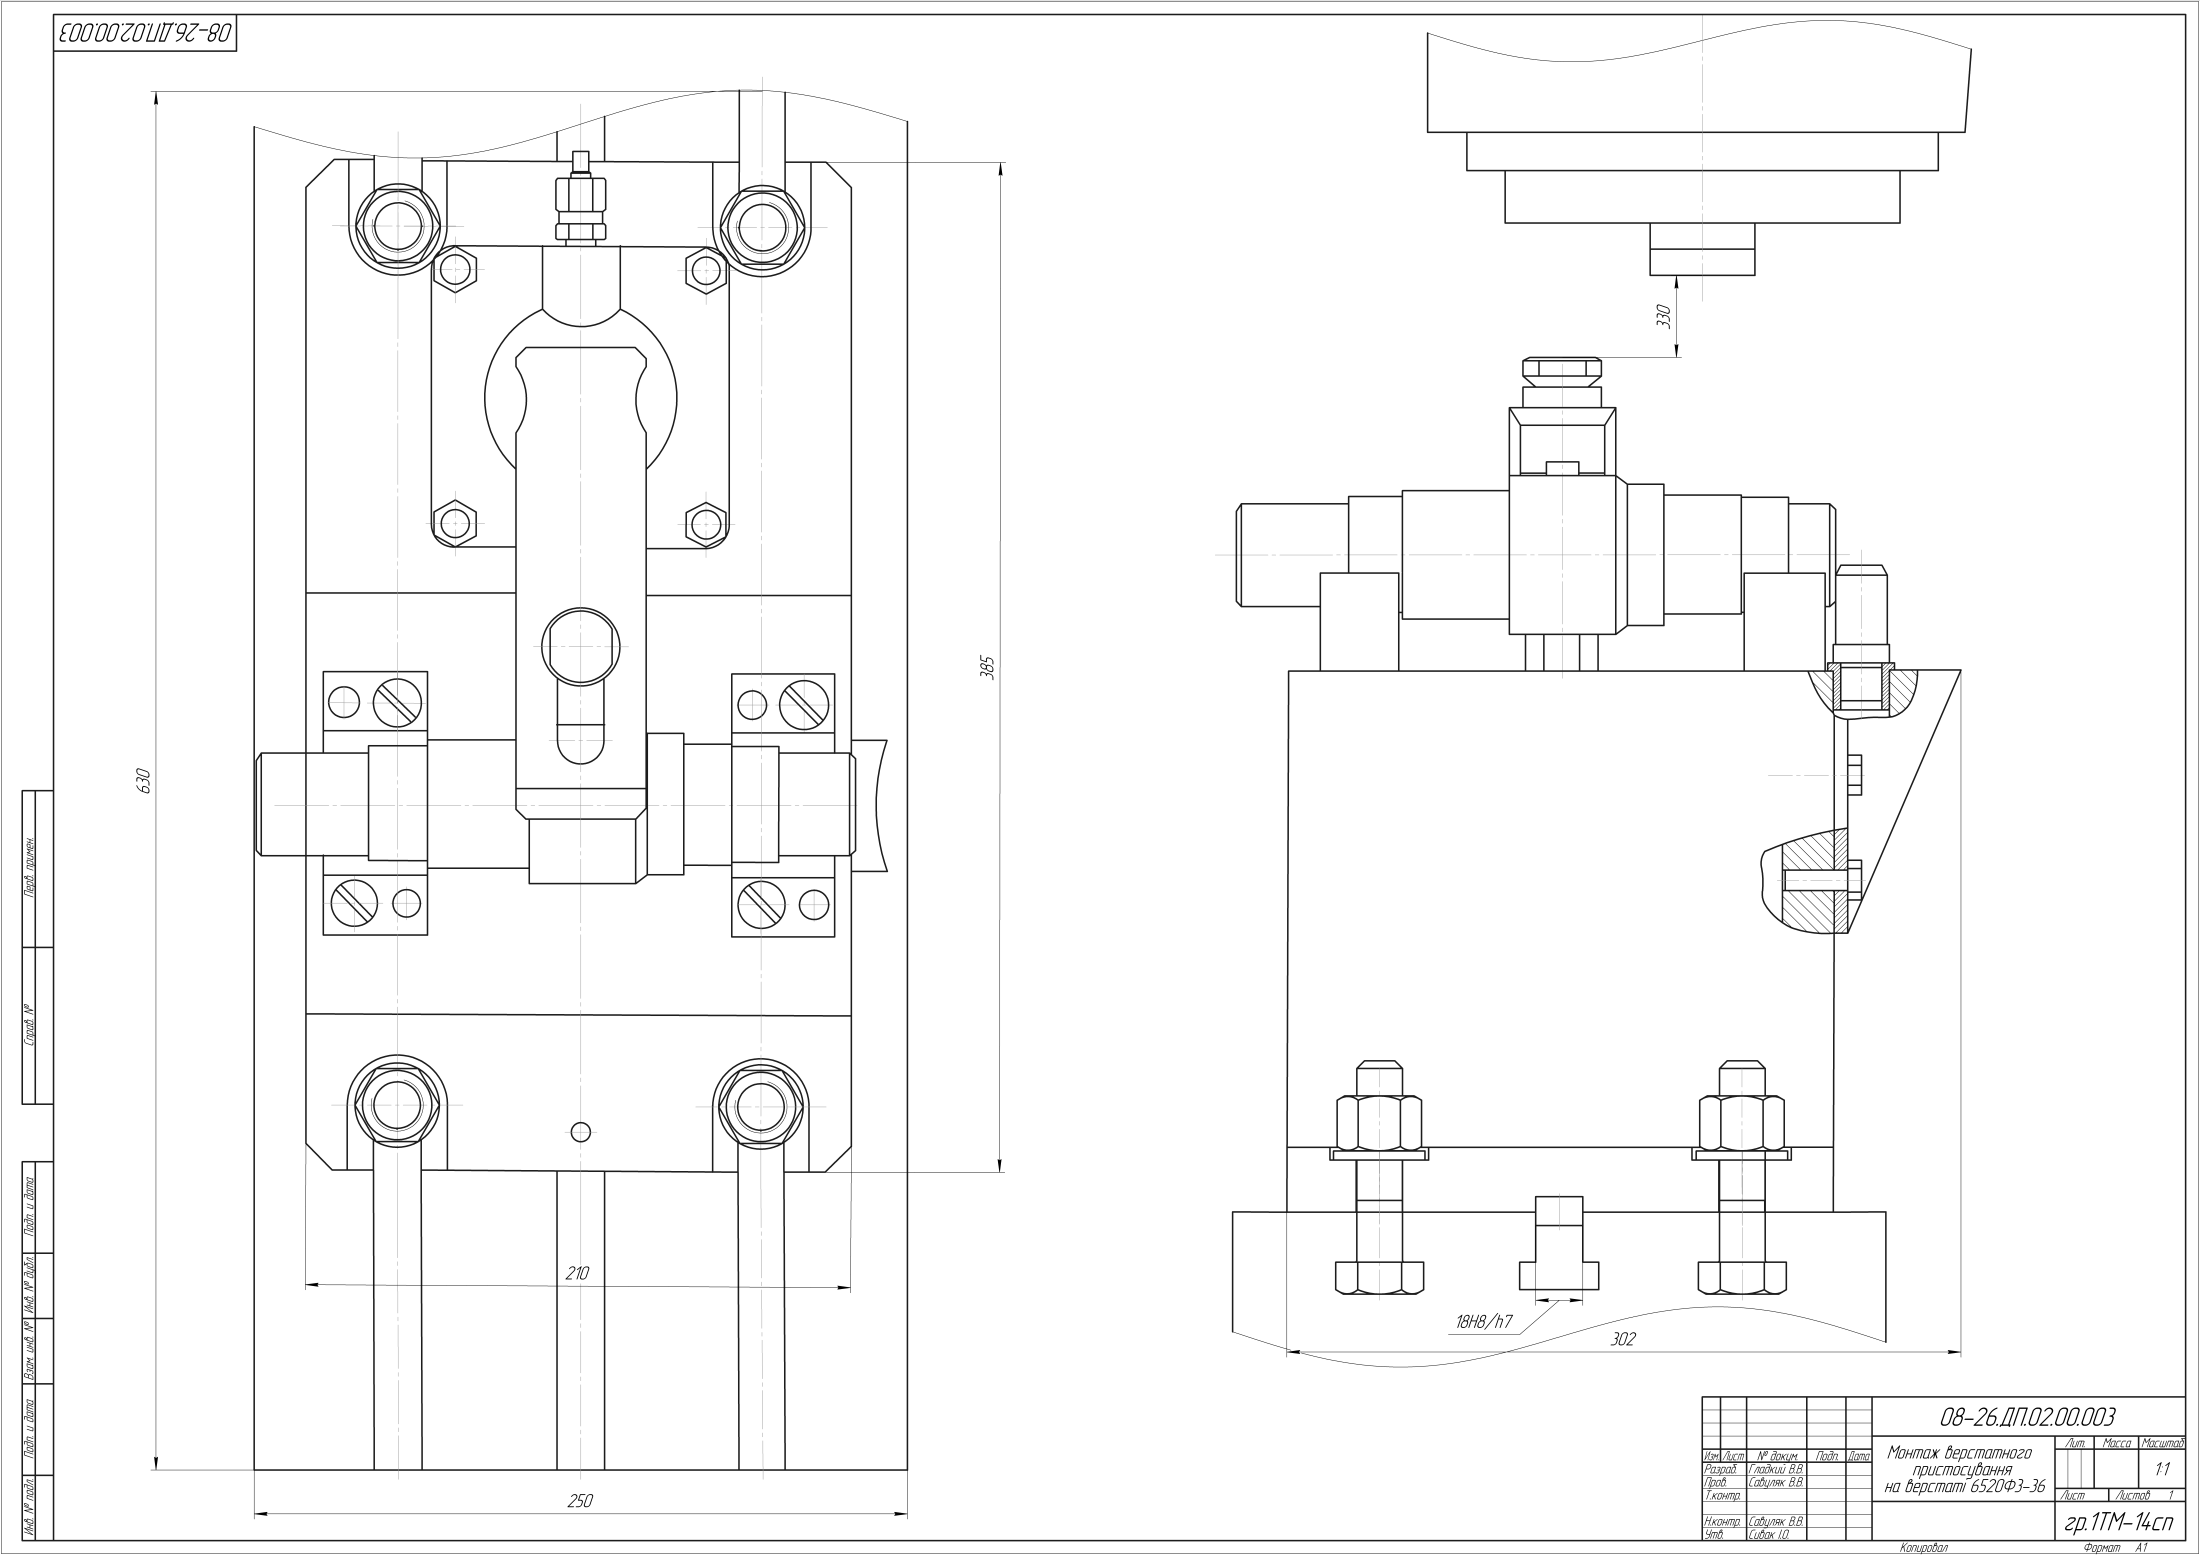 08-26.ДП.02.00.003
630
385
210
250
330
18H8/h7
302
Перв. примен.
Справ. №
Подп. и дата
Инв. № дубл.
Взам. инв. №
Подп. и дата
Инв. № подл.
08-26.ДП.02.00.003
Изм. Лист № докум. Подп. Дата
Разраб. Гладкий В.В.
Пров. Савуляк В.В.
Т.контр.
Н.контр. Савуляк В.В.
Утв. Сивак І.О.
Монтаж верстатного
пристосування
на верстаті 6520Ф3-36
Лит. Масса Масштаб
1:1
Лист Листов 1
гр.1ТМ-14сп
Копировал Формат А1